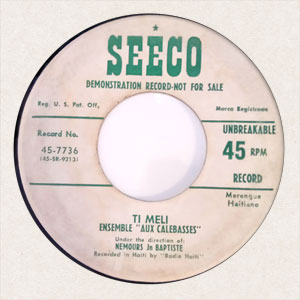 SEECO
DEMONSTRATION RECORD-NOT FOR SALE
Reg. U. S. Pat. Off.
Marca Registrada
Record No.
45-7736
(45-SR-9213)
UNBREAKABLE
45 RPM
RECORD
Merengue
Haitiano
TI MELI
ENSEMBLE "AUX CALEBASSES"
Under the direction of:
NEMOURS Jn BAPTISTE
Recorded in Haiti by "Radio Haiti"